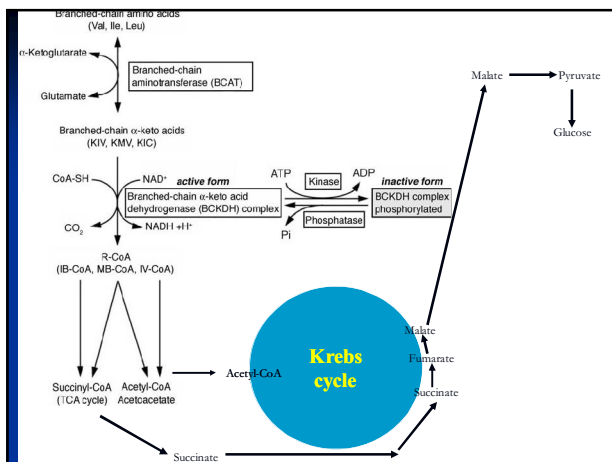 Branched-chain amino acids
(Val, Ile, Leu)
α-Ketoglutarate
Branched-chain
aminotransferase (BCAT)
Glutamate
Branched-chain α-keto acids
(KIV, KMV, KIC)
CoA-SH
NAD⁺
active form
Branched-chain α-keto acid
dehydrogenase (BCKDH) complex
CO₂
NADH +H⁺
ATP
Kinase
ADP
Phosphatase
Pi
inactive form
BCKDH complex
phosphorylated
R-CoA
(IB-CoA, MB-CoA, IV-CoA)
Succinyl-CoA
(TCA cycle)
Acetyl-CoA
Acetoacetate
Acetyl-CoA
Krebs
cycle
Succinate
Succinate
Fumarate
Malate
Malate
Pyruvate
Glucose